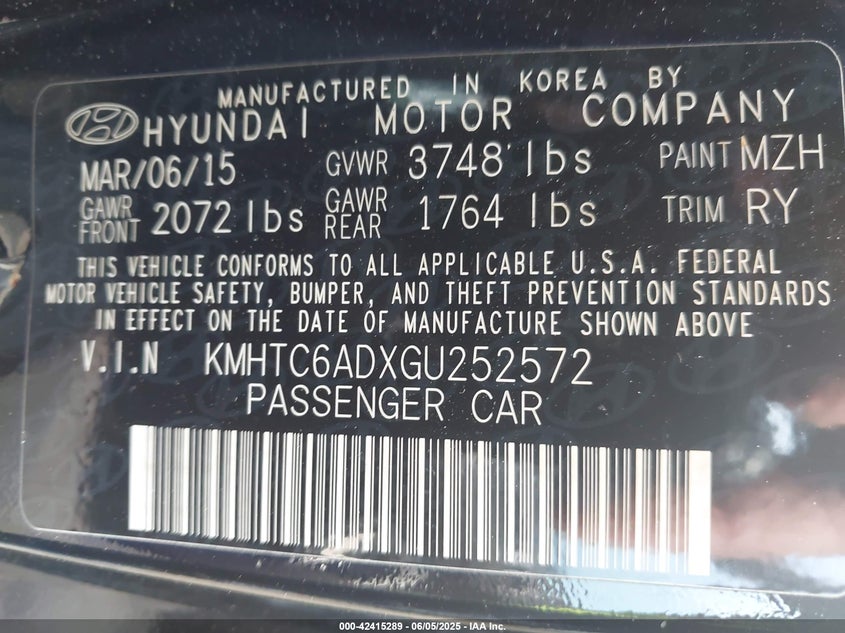 MANUFACTURED IN KOREA BY
HYUNDAI MOTOR COMPANY
MAR/06/15 GVWR 3748 lbs PAINT MZH
GAWR FRONT 2072 lbs GAWR REAR 1764 lbs TRIM RY
THIS VEHICLE CONFORMS TO ALL APPLICABLE U.S.A. FEDERAL
MOTOR VEHICLE SAFETY, BUMPER, AND THEFT PREVENTION STANDARDS
IN EFFECT ON THE DATE OF MANUFACTURE SHOWN ABOVE
V.I.N KMHTC6ADXGU252572
PASSENGER CAR
000-42415289 - 06/05/2025 - IAA Inc.